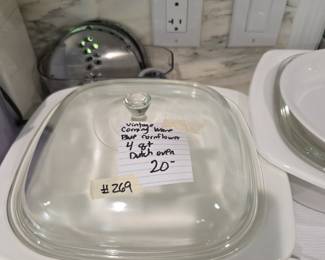 Vintage
Corning Ware
Blue Cornflower
4 qt
Dutch oven
20-
#269